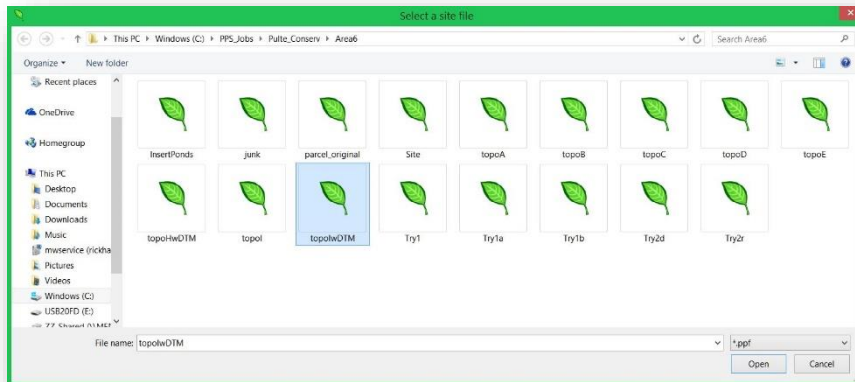 Select a site file
This PC ▸ Windows (C:) ▸ PPS_Jobs ▸ Pulte_Conserv ▸ Area6
Search Area6
Organize
New folder
Recent places
OneDrive
Homegroup
This PC
Desktop
Documents
Downloads
Music
mwservice (rickha
Pictures
Videos
Windows (C:)
USB20FD (E:)
InsertPonds junk parcel_original Site topoA topoB topoC topoD topoE
topoHwDTM topoI topoIwDTM Try1 Try1a Try1b Try2d Try2r
File name: topoIwDTM
*.ppf
Open Cancel